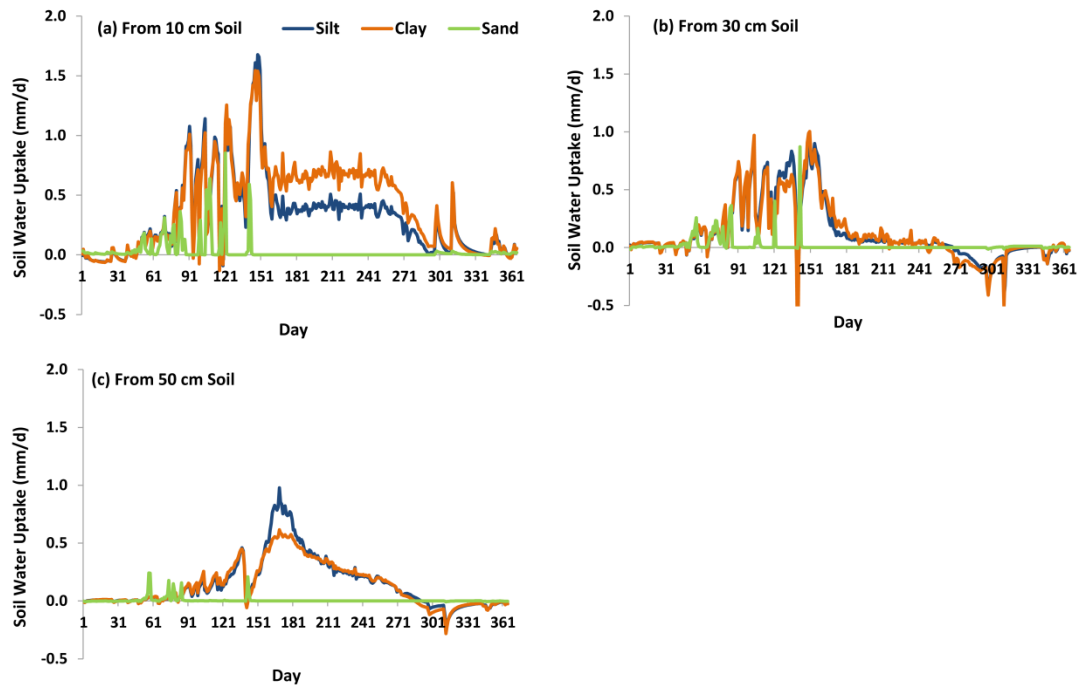 (a) From 10 cm Soil
Silt Clay Sand
2.0
1.5
1.0
0.5
0.0
-0.5
Soil Water Uptake (mm/d)
1 31 61 91 121 151 181 211 241 271 301 331 361
Day
(b) From 30 cm Soil
2.0
1.5
1.0
0.5
0.0
-0.5
Soil Water Uptake (mm/d)
1 31 61 91 121 151 181 211 241 271 301 331 361
Day
(c) From 50 cm Soil
2.0
1.5
1.0
0.5
0.0
-0.5
Soil Water Uptake (mm/d)
1 31 61 91 121 151 181 211 241 271 301 331 361
Day